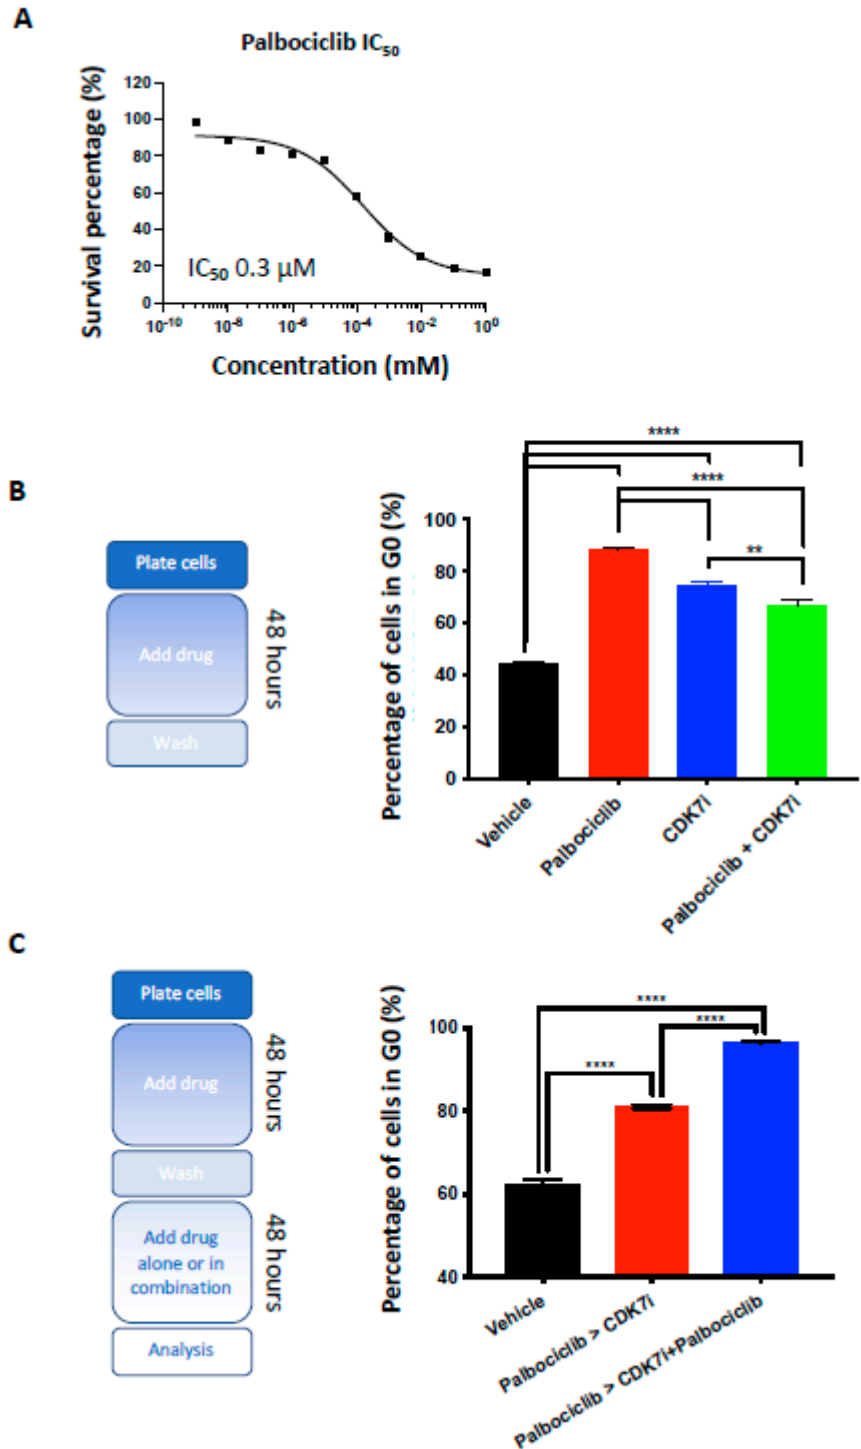 A
Palbociclib IC50
Survival percentage (%)
120
100
80
60
40
20
0
IC50 0.3 µM
10-10 10-8 10-6 10-4 10-2 100
Concentration (mM)
B
Plate cells
Add drug
48 hours
Wash
Percentage of cells in G0 (%)
****
****
**
100
80
60
40
20
0
Vehicle
Palbociclib
CDK7i
Palbociclib + CDK7i
C
Plate cells
Add drug
48 hours
Wash
Add drug
alone or in
combination
48 hours
Analysis
Percentage of cells in G0 (%)
****
****
****
100
80
60
40
Vehicle
Palbociclib > CDK7i
Palbociclib > CDK7i+Palbociclib